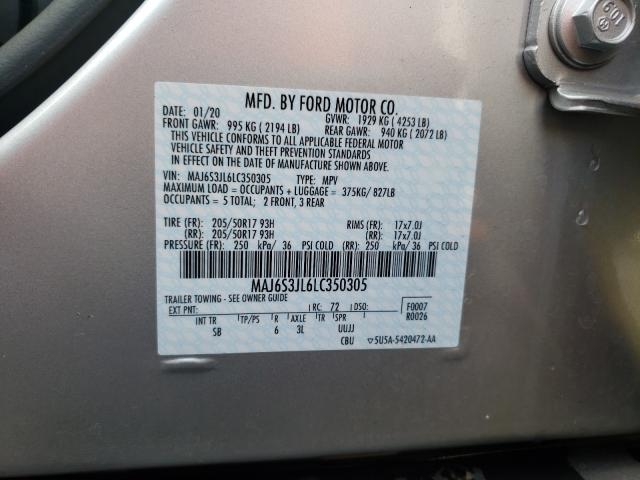 MFD. BY FORD MOTOR CO.
DATE: 01/20 GVWR: 1929 KG ( 4253 LB)
FRONT GAWR: 995 KG ( 2194 LB) REAR GAWR: 940 KG ( 2072 LB)
THIS VEHICLE CONFORMS TO ALL APPLICABLE FEDERAL MOTOR
VEHICLE SAFETY AND THEFT PREVENTION STANDARDS
IN EFFECT ON THE DATE OF MANUFACTURE SHOWN ABOVE.
VIN: MAJ6S3JL6LC350305 TYPE: MPV
MAXIMUM LOAD = OCCUPANTS + LUGGAGE = 375KG/ 827LB
OCCUPANTS = 5 TOTAL; 2 FRONT, 3 REAR
TIRE (FR): 205/50R17 93H RIMS (FR): 17x7.0J
(RR): 205/50R17 93H (RR): 17x7.0J
PRESSURE (FR): 250 kPa/ 36 PSI COLD (RR): 250 kPa/ 36 PSI COLD
MAJ6S3JL6LC350305
TRAILER TOWING - SEE OWNER GUIDE
EXT PNT: RC: 72 DSO: F0007
R0026
INT TR TP/PS R AXLE TR SPR
SB 6 3L UUJJ
CBU 5U5A-5420472-AA
109